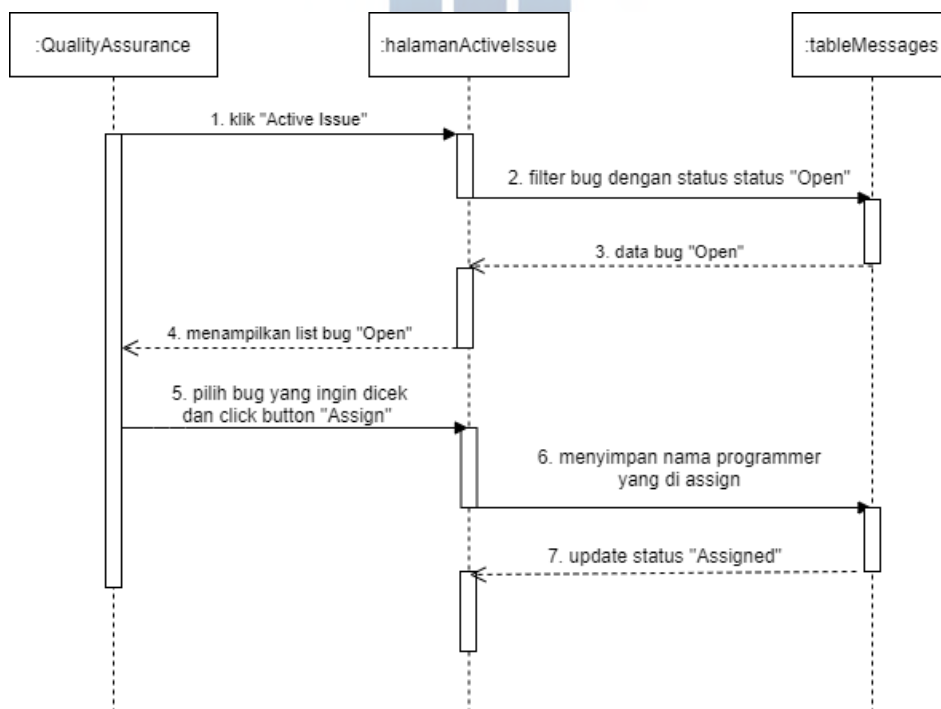 :QualityAssurance
:halamanActiveIssue
:tableMessages
1. klik "Active Issue"
2. filter bug dengan status status "Open"
3. data bug "Open"
4. menampilkan list bug "Open"
5. pilih bug yang ingin dicek
dan click button "Assign"
6. menyimpan nama programmer
yang di assign
7. update status "Assigned"